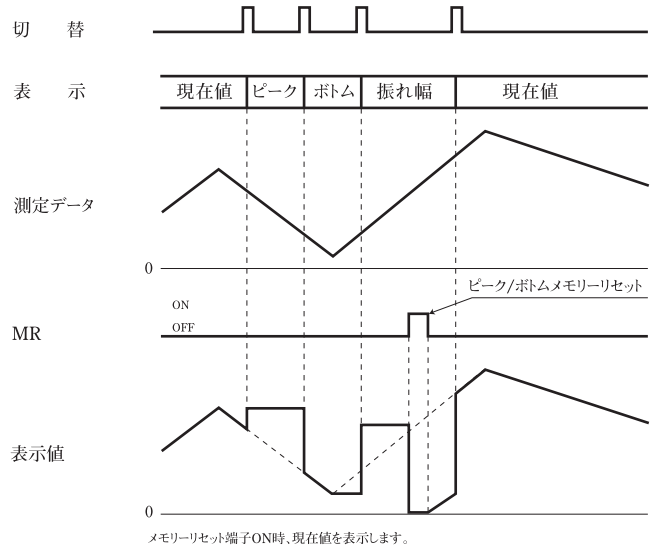 切　替
表　示
現在値 ピーク ボトム 振れ幅 現在値
測定データ
0
ピーク/ボトムメモリーリセット
ON
OFF
MR
表示値
0
メモリーリセット端子ON時、現在値を表示します。